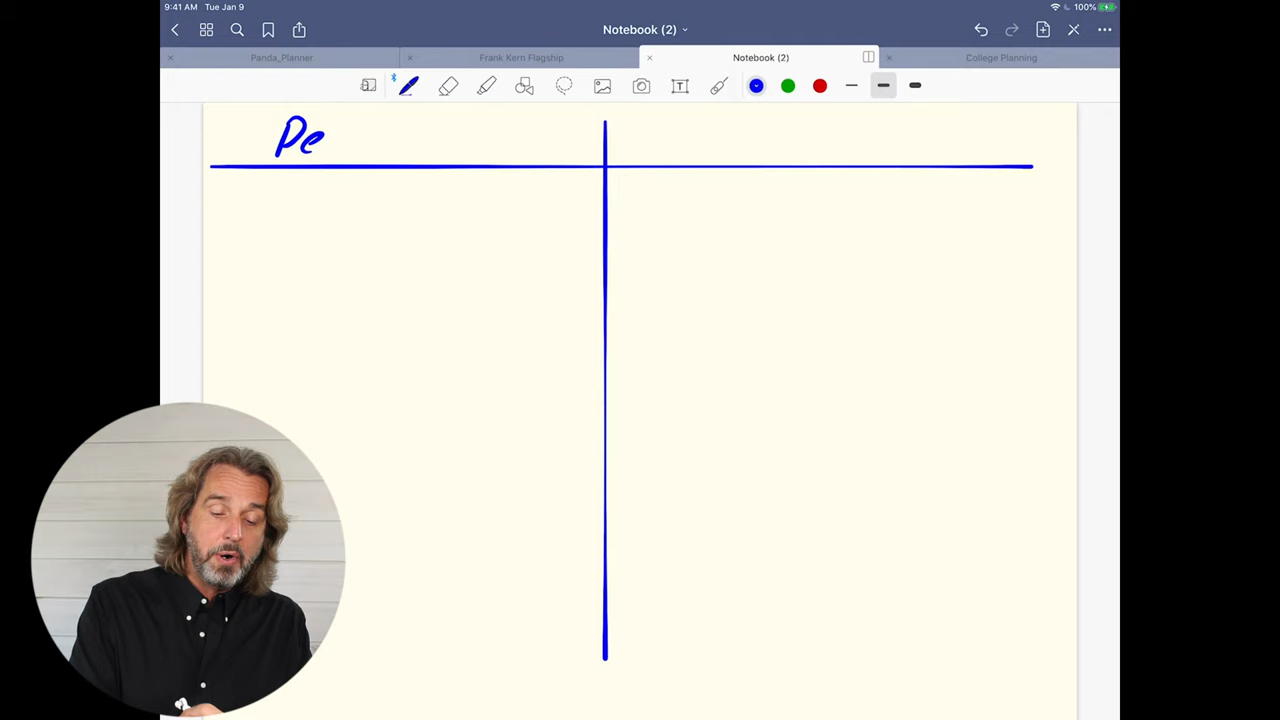 9:41 AM Tue Jan 9 100%
Notebook (2)
Panda_Planner Frank Kern Flagship Notebook (2) College Planning
T
Pe